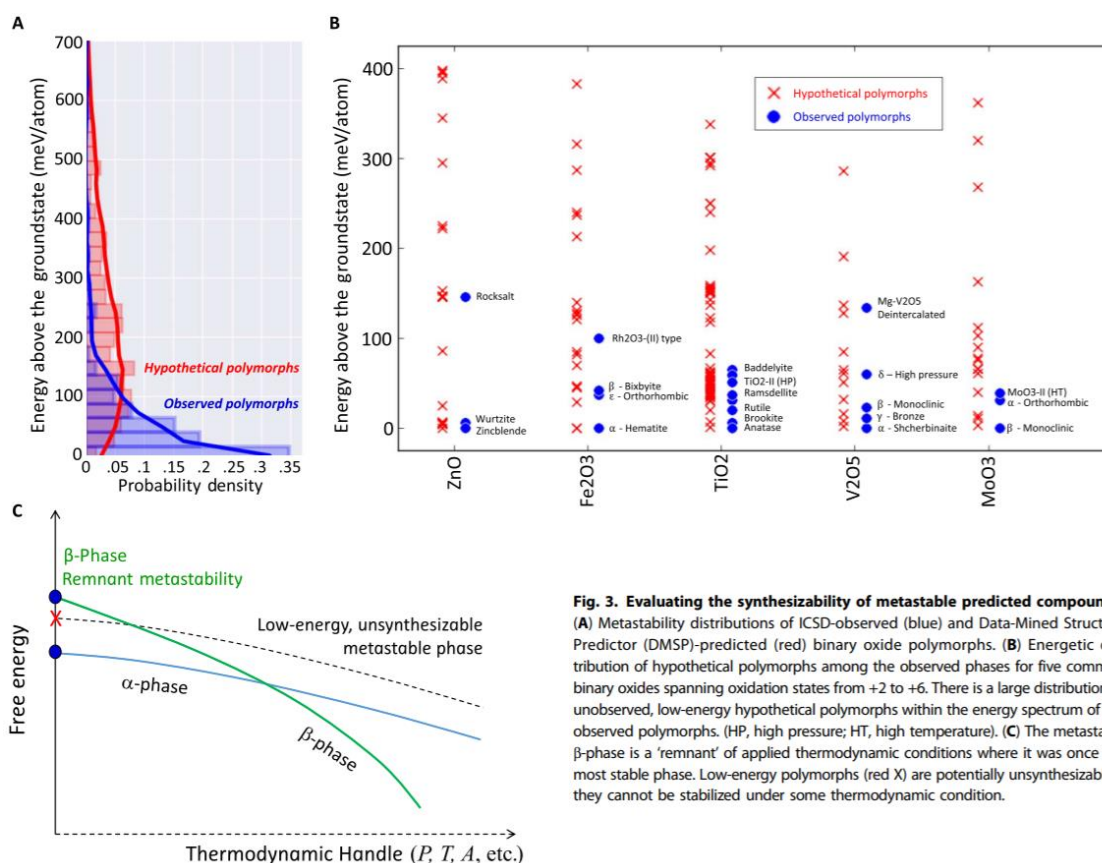 A
700
600
500
400
300
200
100
0
Energy above the groundstate (meV/atom)
Hypothetical polymorphs
Observed polymorphs
0 .05 .1 .15 .2 .25 .3 .35
Probability density
B
400
300
200
100
0
Energy above the groundstate (meV/atom)
Hypothetical polymorphs
Observed polymorphs
Rocksalt
Wurtzite
Zincblende
Rh2O3-(II) type
β - Bixbyite
ε - Orthorhombic
α - Hematite
Baddelyite
TiO2-II (HP)
Ramsdellite
Rutile
Brookite
Anatase
Mg-V2O5
Deintercalated
δ – High pressure
β - Monoclinic
γ - Bronze
α - Shcherbinaite
MoO3-II (HT)
α - Orthorhombic
β - Monoclinic
ZnO
Fe2O3
TiO2
V2O5
MoO3
C
Free energy
β-Phase
Remnant metastability
Low-energy, unsynthesizable
metastable phase
α-phase
β-phase
Thermodynamic Handle (P, T, A, etc.)
Fig. 3. Evaluating the synthesizability of metastable predicted compoun
(A) Metastability distributions of ICSD-observed (blue) and Data-Mined Struct
Predictor (DMSP)-predicted (red) binary oxide polymorphs. (B) Energetic
tribution of hypothetical polymorphs among the observed phases for five comm
binary oxides spanning oxidation states from +2 to +6. There is a large distribution
unobserved, low-energy hypothetical polymorphs within the energy spectrum of
observed polymorphs. (HP, high pressure; HT, high temperature). (C) The metasta
β-phase is a ‘remnant’ of applied thermodynamic conditions where it was once
most stable phase. Low-energy polymorphs (red X) are potentially unsynthesizab
they cannot be stabilized under some thermodynamic condition.